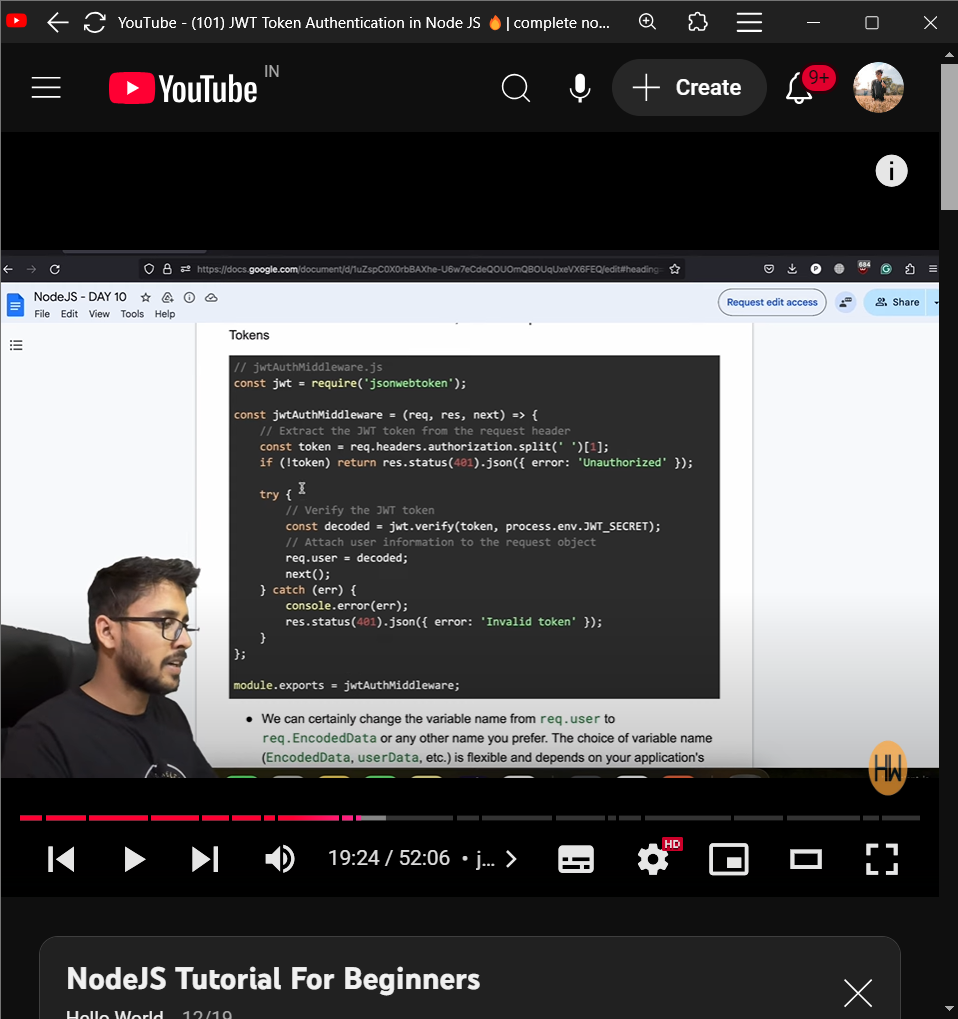 YouTube - (101) JWT Token Authentication in Node JS 🔥 | complete no...
YouTube IN
Create
9+
https://docs.google.com/document/d/1uZspC0X0rbBAXhe-U6w7eCdeQOUOmQBOUqUxeVX6FEQ/edit#heading=
684
NodeJS - DAY 10
File Edit View Tools Help
Request edit access
Share
Tokens
// jwtAuthMiddleware.js
const jwt = require('jsonwebtoken');
const jwtAuthMiddleware = (req, res, next) => {
// Extract the JWT token from the request header
const token = req.headers.authorization.split(' ')[1];
if (!token) return res.status(401).json({ error: 'Unauthorized' });
try {
// Verify the JWT token
const decoded = jwt.verify(token, process.env.JWT_SECRET);
// Attach user information to the request object
req.user = decoded;
next();
} catch (err) {
console.error(err);
res.status(401).json({ error: 'Invalid token' });
}
};
module.exports = jwtAuthMiddleware;
● We can certainly change the variable name from req.user to
req.EncodedData or any other name you prefer. The choice of variable name
(EncodedData, userData, etc.) is flexible and depends on your application's
HW
19:24 / 52:06 • j...
HD
NodeJS Tutorial For Beginners
Hello World 12/19